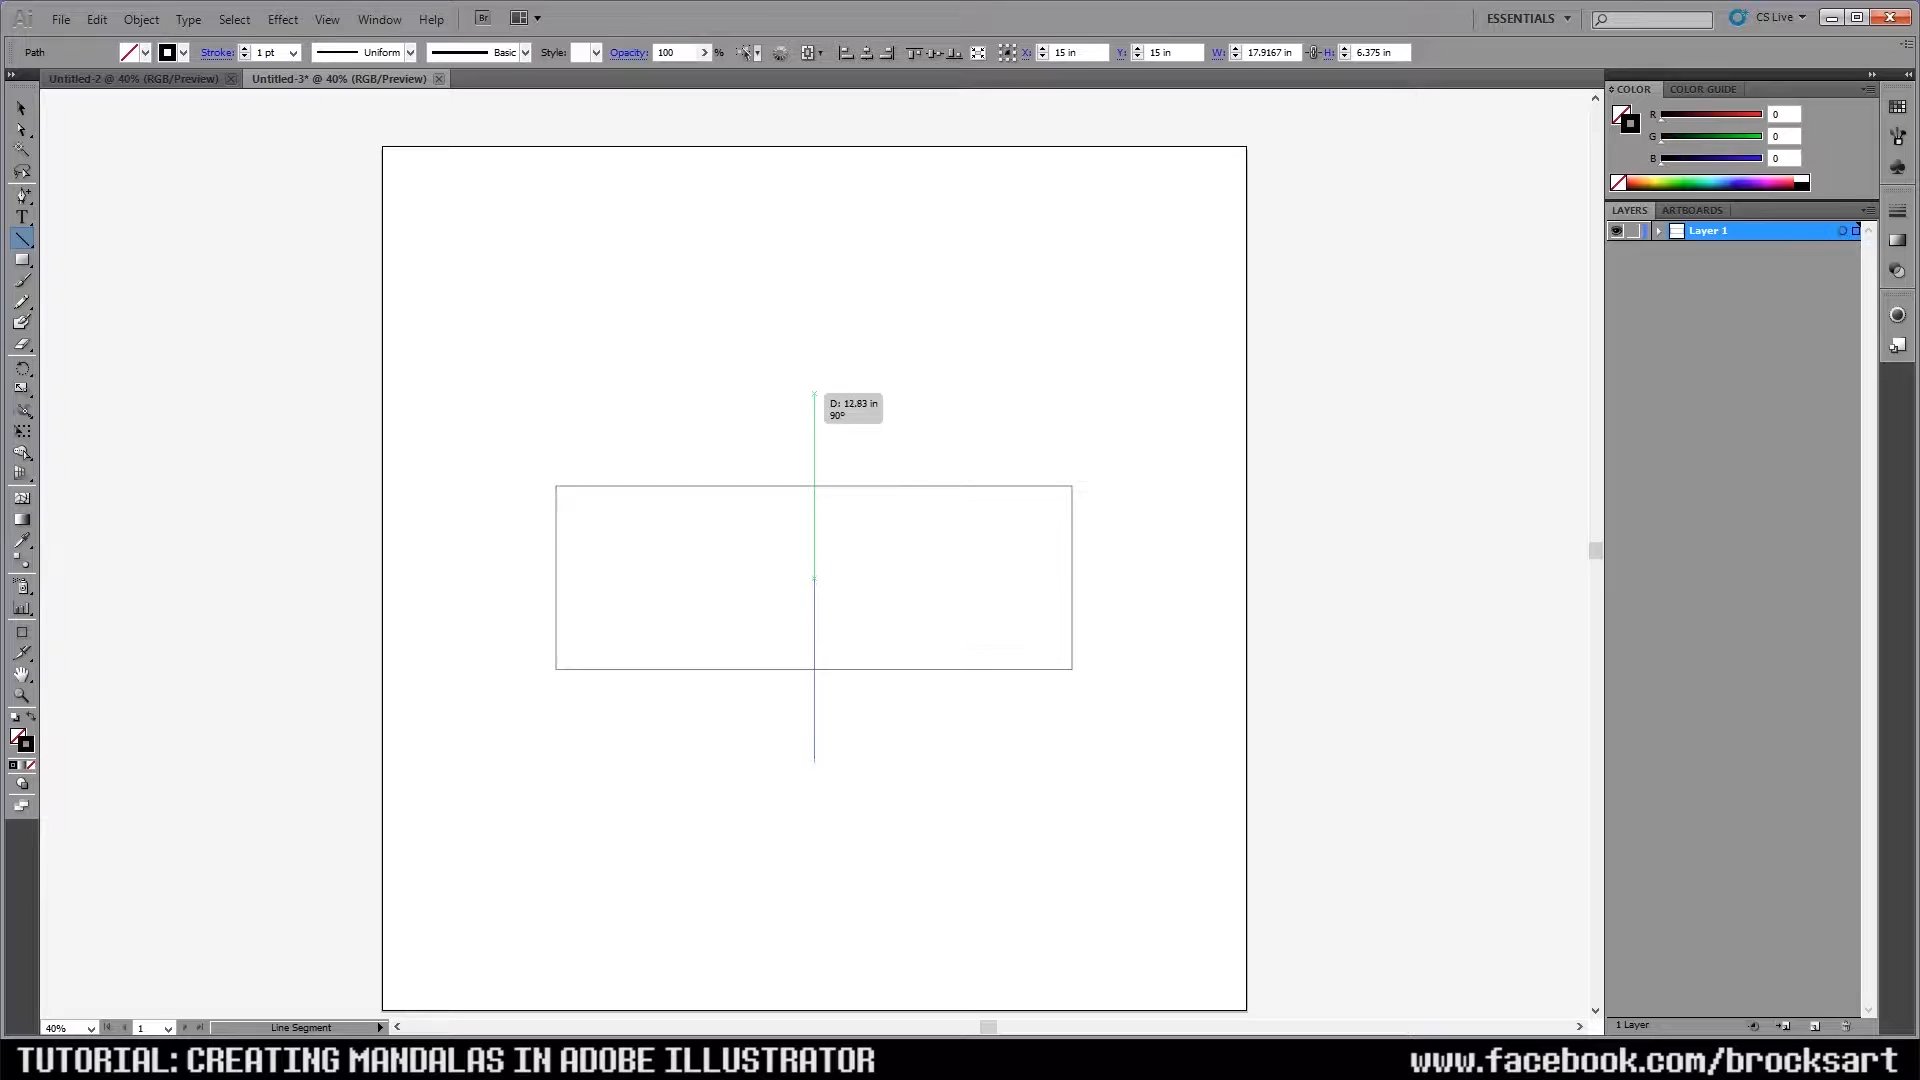 Ai File Edit Object Type Select Effect View Window Help Br ESSENTIALS CS Live
Path Stroke: 1 pt Uniform Basic Style: Opacity: 100 % X: 15 in Y: 15 in W: 17.9167 in H: 6.375 in
Untitled-2 @ 40% (RGB/Preview) Untitled-3* @ 40% (RGB/Preview)
COLOR COLOR GUIDE
R 0
G 0
B 0
LAYERS ARTBOARDS
Layer 1
D: 12.83 in
90°
40% 1 Line Segment
1 Layer
TUTORIAL: CREATING MANDALAS IN ADOBE ILLUSTRATOR www.facebook.com/brocksart